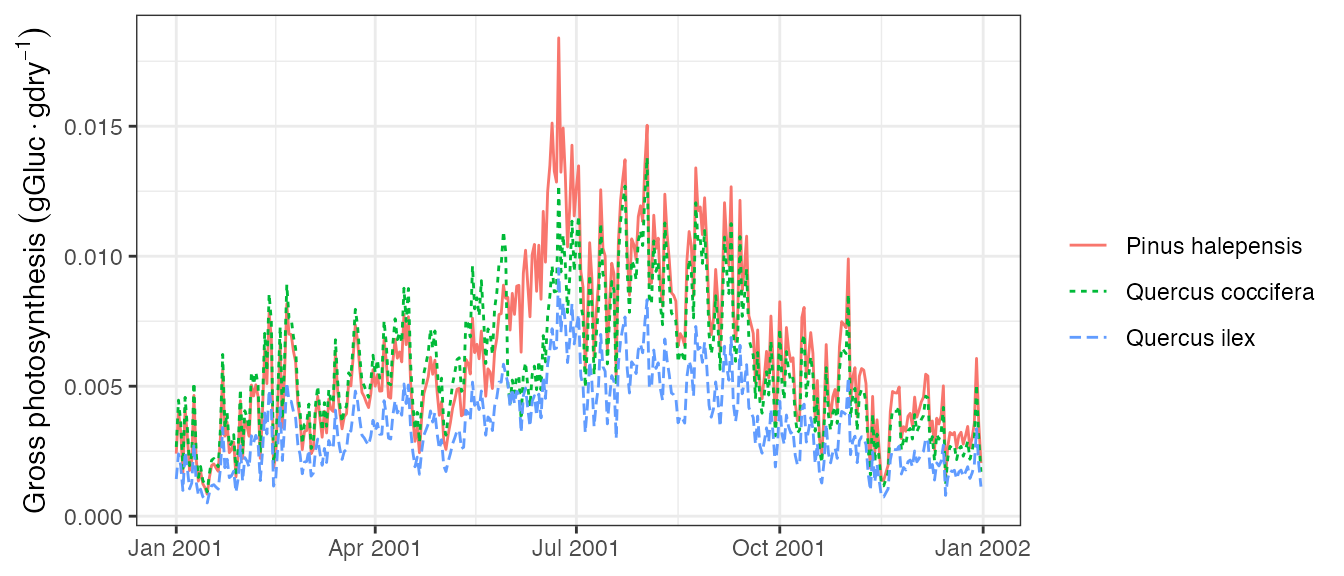 Gross photosynthesis (gGluc·gdry⁻¹)
0.015
0.010
0.005
0.000
Jan 2001 Apr 2001 Jul 2001 Oct 2001 Jan 2002
Pinus halepensis
Quercus coccifera
Quercus ilex